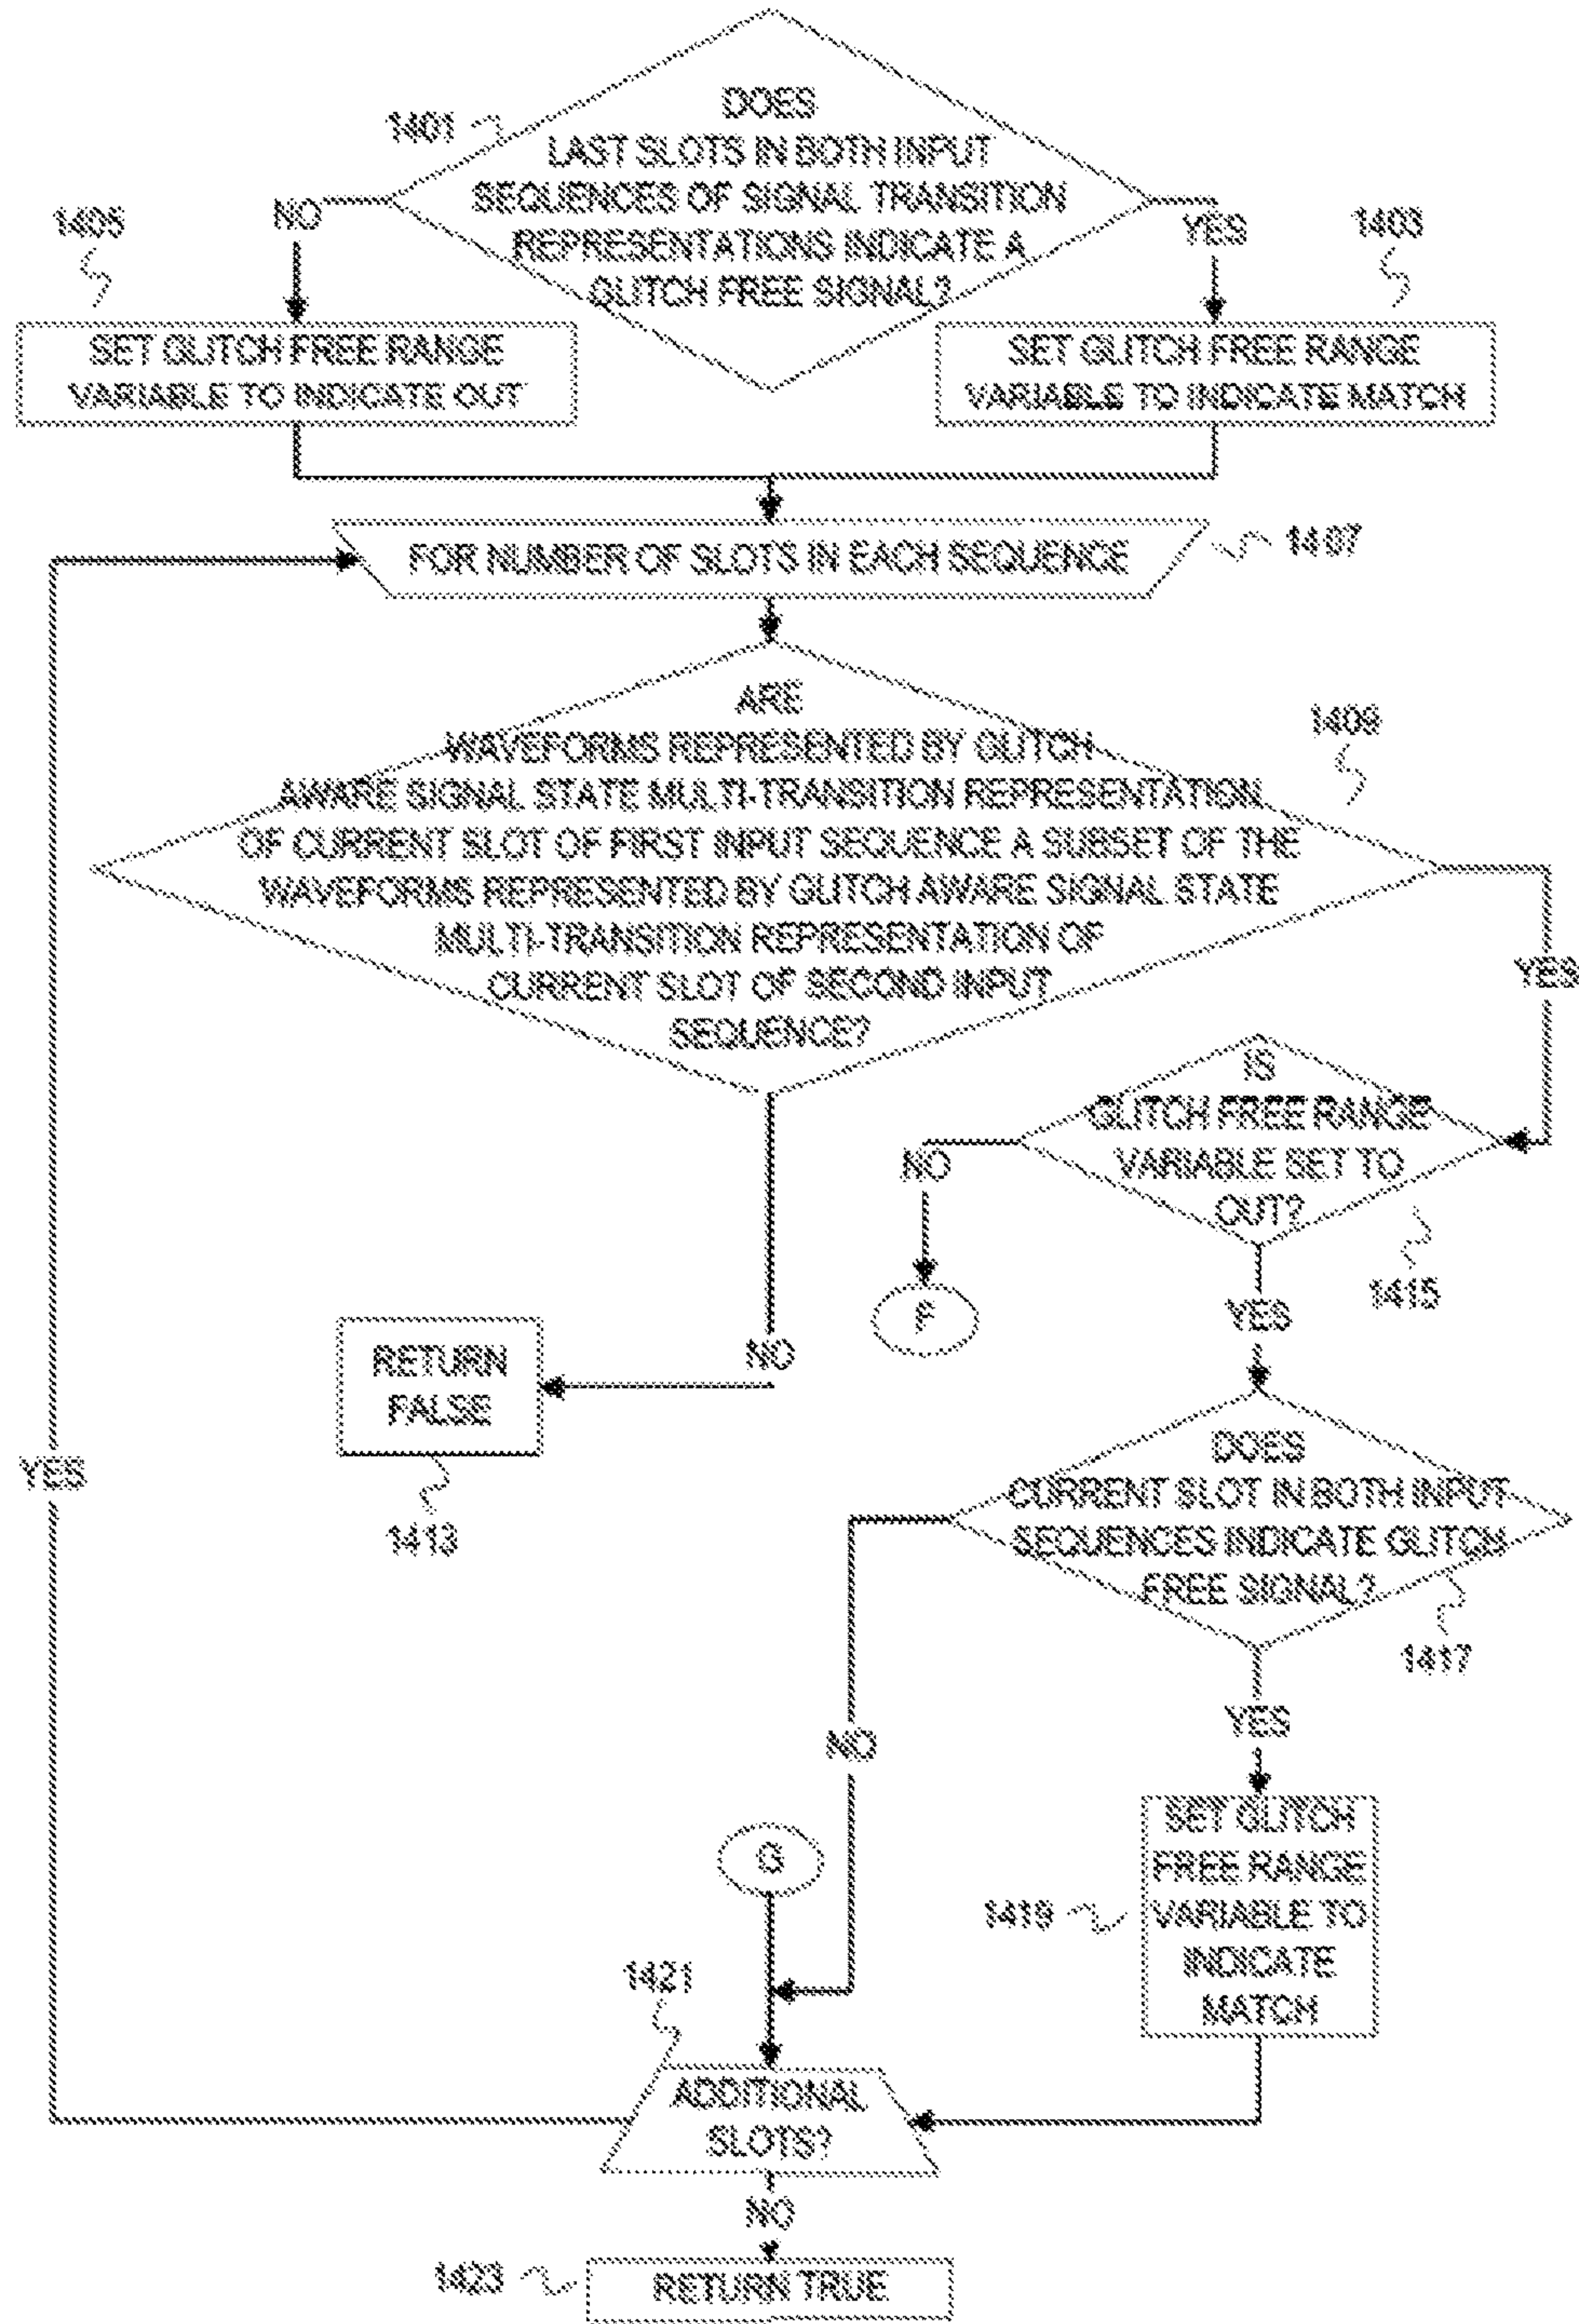 DOES
LAST SLOTS IN BOTH INPUT
SEQUENCES OF SIGNAL TRANSITION
REPRESENTATIONS INDICATE A
GLITCH FREE SIGNAL?
1401
NO
YES
1405
1403
SET GLITCH FREE RANGE
VARIABLE TO INDICATE OUT
SET GLITCH FREE RANGE
VARIABLE TO INDICATE MATCH
FOR NUMBER OF SLOTS IN EACH SEQUENCE
1407
ARE
WAVEFORMS REPRESENTED BY GLITCH
AWARE SIGNAL STATE MULTI-TRANSITION REPRESENTATION
OF CURRENT SLOT OF FIRST INPUT SEQUENCE A SUBSET OF THE
WAVEFORMS REPRESENTED BY GLITCH AWARE SIGNAL STATE
MULTI-TRANSITION REPRESENTATION OF
CURRENT SLOT OF SECOND INPUT
SEQUENCE?
1409
YES
IS
GLITCH FREE RANGE
VARIABLE SET TO
OUT?
1415
NO
F
YES
NO
RETURN
FALSE
1413
YES
DOES
CURRENT SLOT IN BOTH INPUT
SEQUENCES INDICATE GLITCH
FREE SIGNAL?
1417
NO
YES
SET GLITCH
FREE RANGE
VARIABLE TO
INDICATE
MATCH
1419
G
1421
ADDITIONAL
SLOTS?
NO
1423
RETURN TRUE